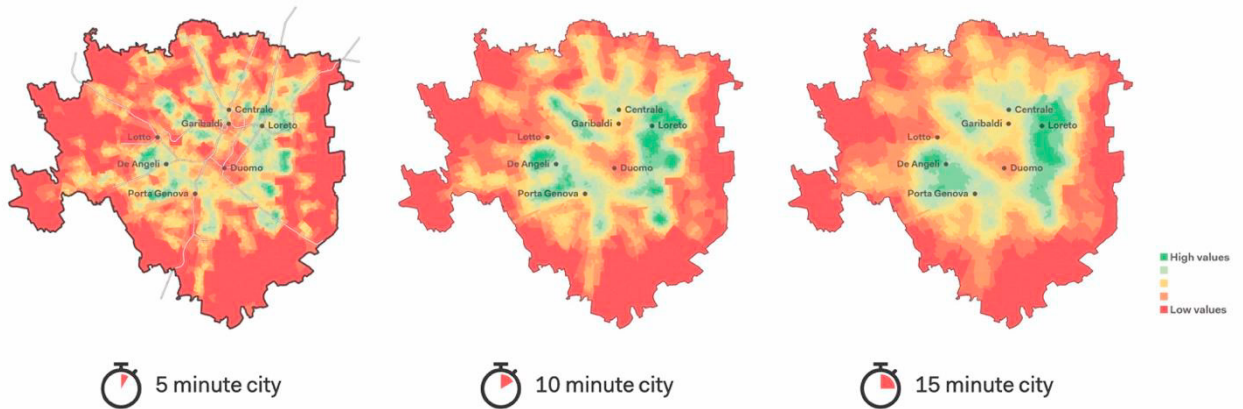 Centrale
Garibaldi
Loreto
Lotto
De Angeli
Duomo
Porta Genova
5 minute city
Centrale
Garibaldi
Loreto
Lotto
De Angeli
Duomo
Porta Genova
10 minute city
Centrale
Garibaldi
Loreto
Lotto
De Angeli
Duomo
Porta Genova
15 minute city
High values
Low values